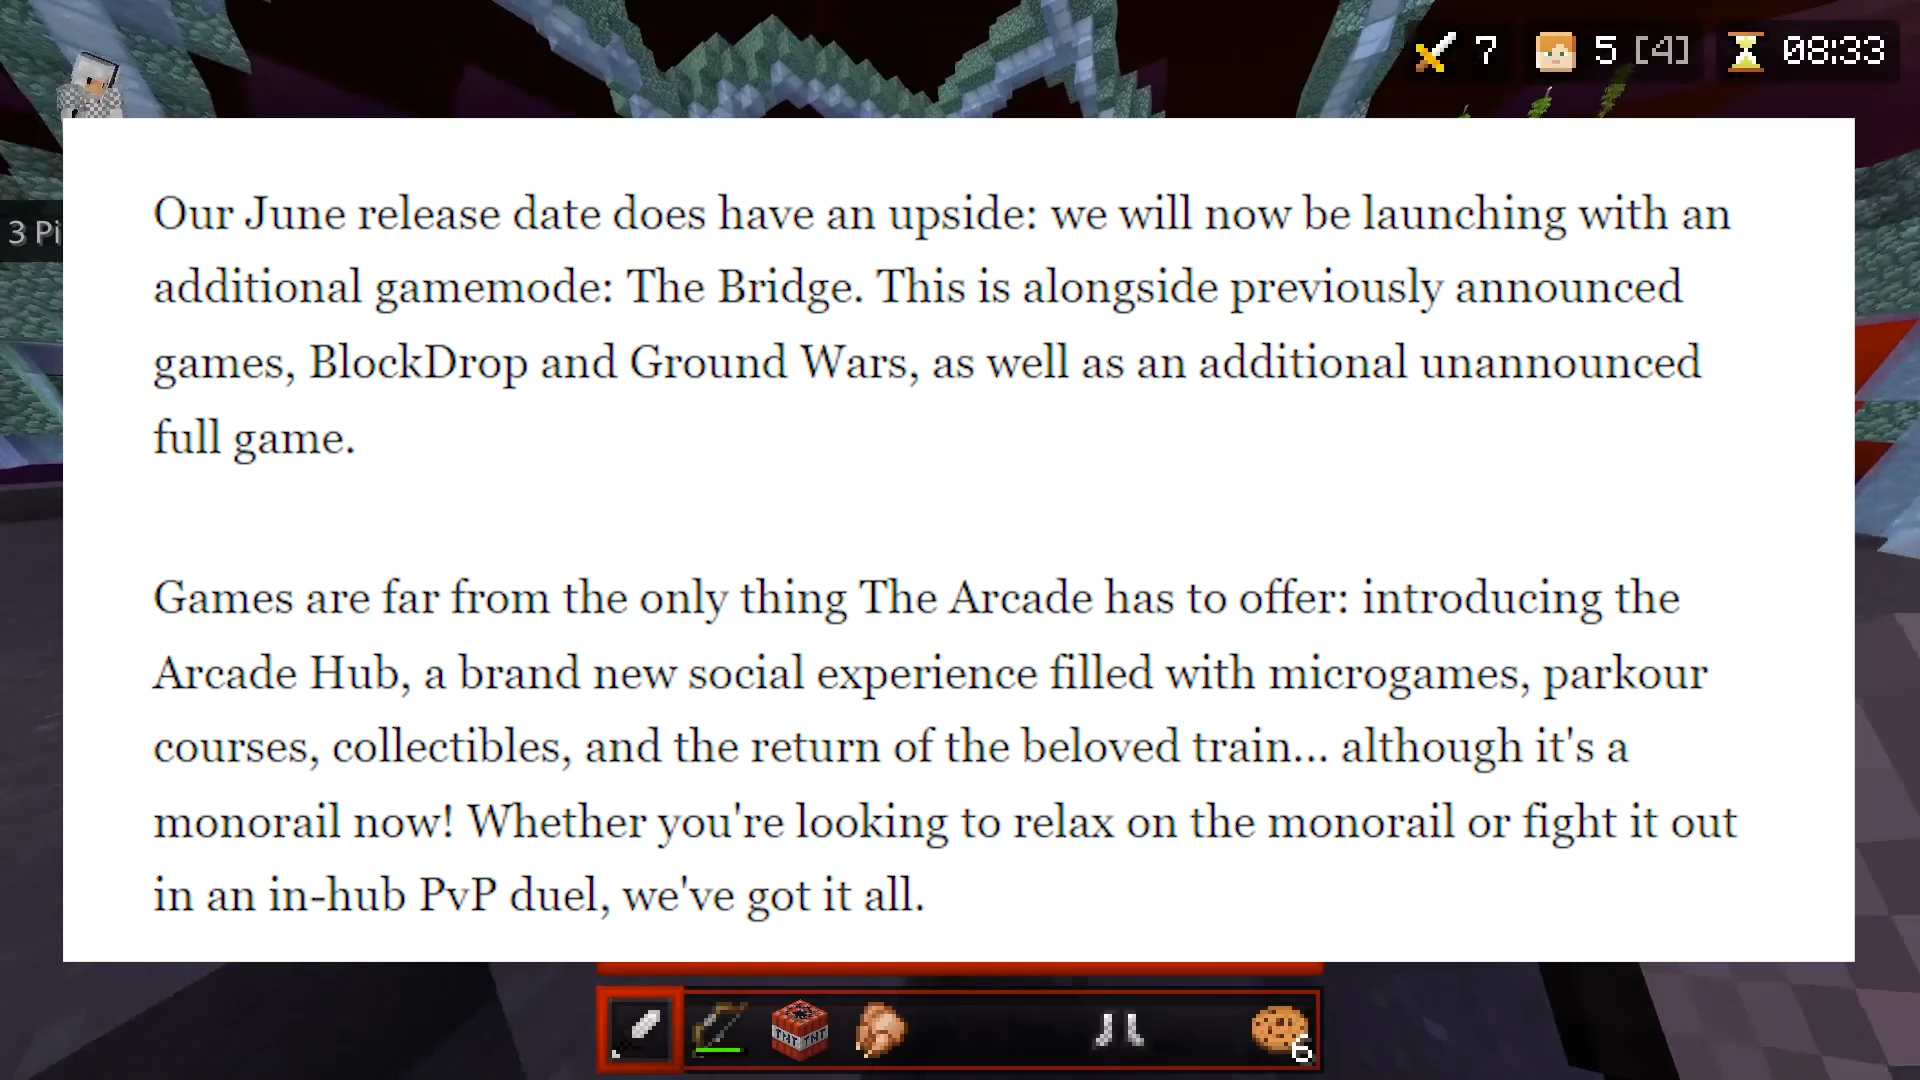 7 5 [4] 08:33
3 Pi
Our June release date does have an upside: we will now be launching with an
additional gamemode: The Bridge. This is alongside previously announced
games, BlockDrop and Ground Wars, as well as an additional unannounced
full game.
Games are far from the only thing The Arcade has to offer: introducing the
Arcade Hub, a brand new social experience filled with microgames, parkour
courses, collectibles, and the return of the beloved train... although it's a
monorail now! Whether you're looking to relax on the monorail or fight it out
in an in-hub PvP duel, we've got it all.
TNT TNT
6